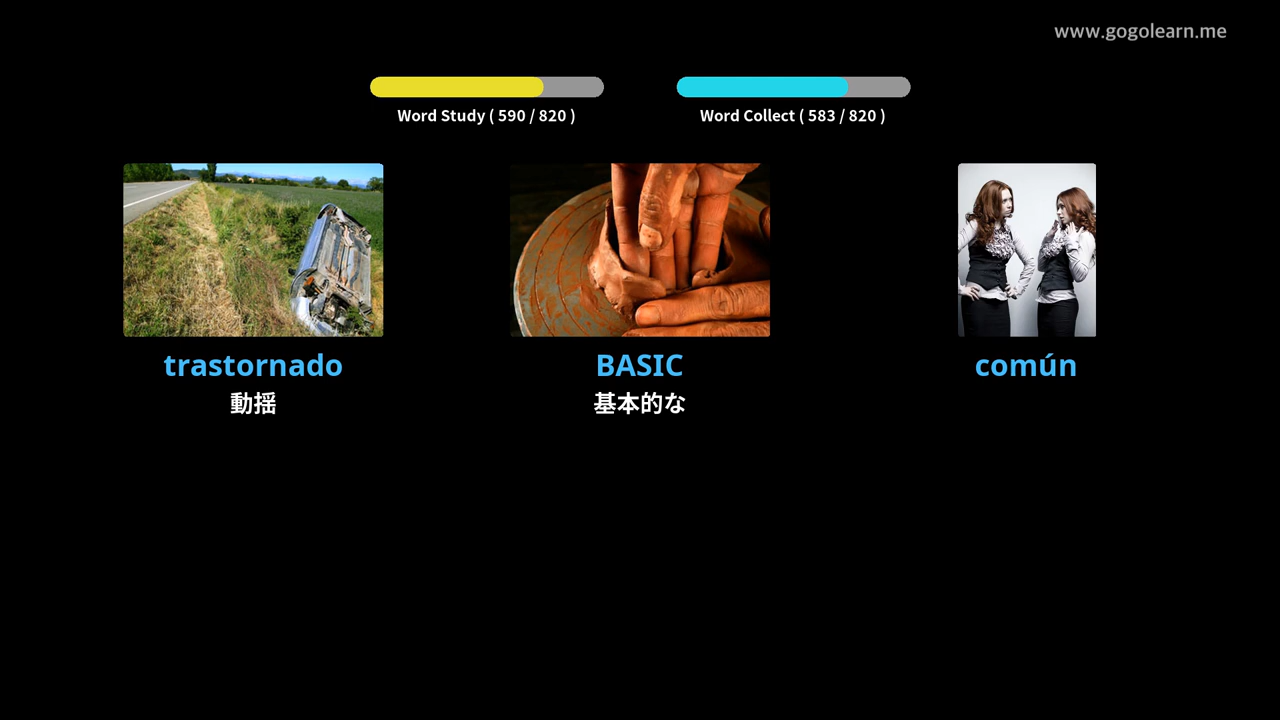 www.gogolearn.me
Word Study ( 590 / 820 )
Word Collect ( 583 / 820 )
trastornado
動揺
BASIC
基本的な
común